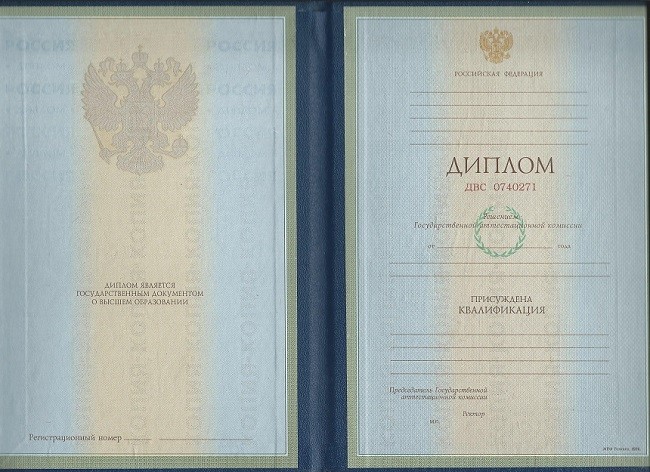 ДИПЛОМ ЯВЛЯЕТСЯ
ГОСУДАРСТВЕННЫМ ДОКУМЕНТОМ
О ВЫСШЕМ ОБРАЗОВАНИИ
Регистрационный номер
РОССИЙСКАЯ ФЕДЕРАЦИЯ
ДИПЛОМ
ДВС 0740271
Решением
Государственной аттестационной комиссии
от года
ПРИСУЖДЕНА
КВАЛИФИКАЦИЯ
Председатель Государственной
аттестационной комиссии
Ректор
М.П.